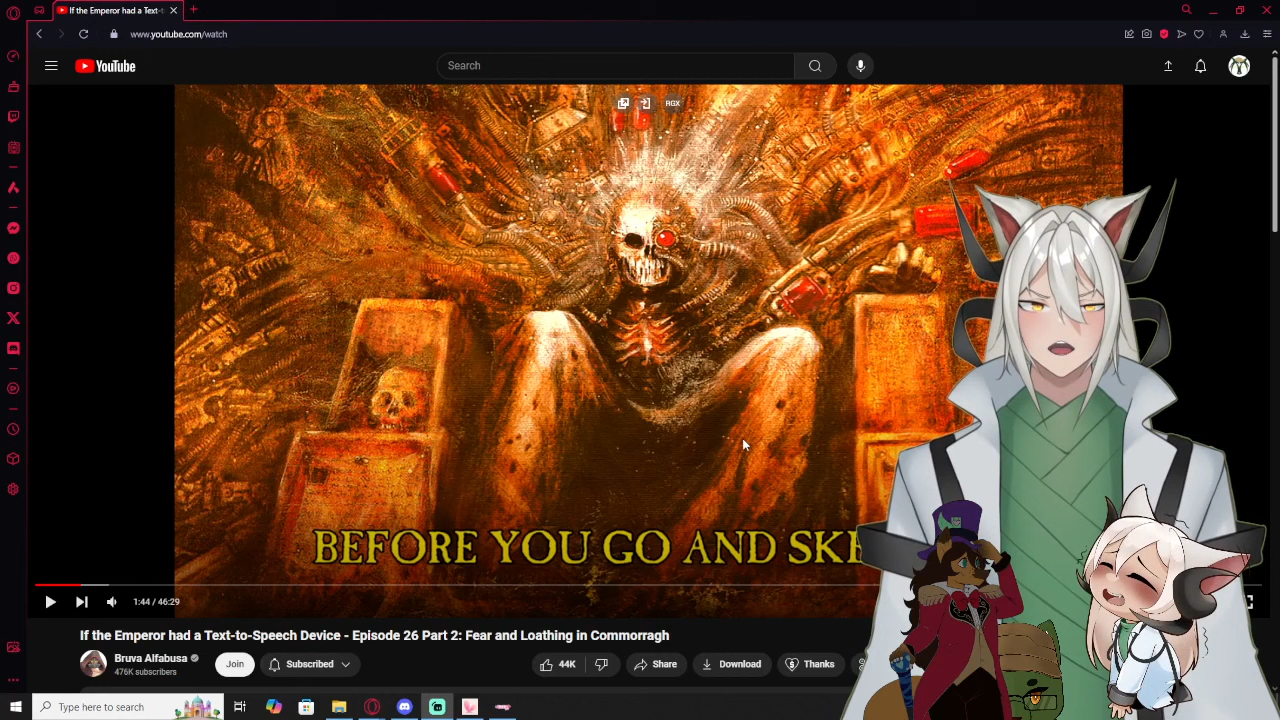 If the Emperor had a Text-t
www.youtube.com/watch
YouTube
Search
RGX
BEFORE YOU GO AND
1:44 / 46:29
If the Emperor had a Text-to-Speech Device - Episode 26 Part 2: Fear and Loathing in Commorragh
Bruva Alfabusa
476K subscribers
Join
Subscribed
44K
Share
Download
Thanks
Type here to search